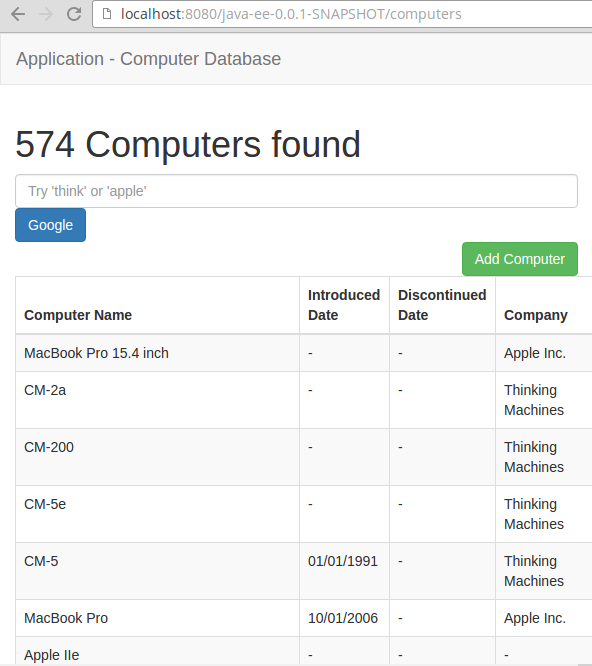 localhost:8080/java-ee-0.0.1-SNAPSHOT/computers
Application - Computer Database
574 Computers found
Try 'think' or 'apple'
Google
Add Computer
Computer Name Introduced Date Discontinued Date Company
MacBook Pro 15.4 inch - - Apple Inc.
CM-2a - - Thinking Machines
CM-200 - - Thinking Machines
CM-5e - - Thinking Machines
CM-5 01/01/1991 - Thinking Machines
MacBook Pro 10/01/2006 - Apple Inc.
Apple IIe - - -